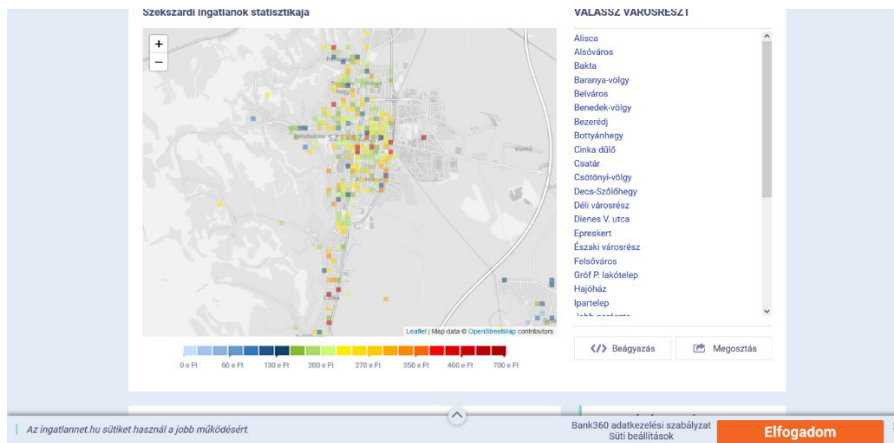 Szekszárdi ingatlanok statisztikája
+
−
SZEKSZÁRD
Leaflet | Map data © OpenStreetMap contributors
0 e Ft 60 e Ft 130 e Ft 200 e Ft 270 e Ft 350 e Ft 460 e Ft 700 e Ft
VÁLASSZ VÁROSRÉSZT
Alisca
Alsóváros
Bakta
Baranya-völgy
Belváros
Benedek-völgy
Bezerédj
Bottyánhegy
Cinka dűlő
Csatár
Csötönyi-völgy
Decs-Szőlőhegy
Déli városrész
Dienes V. utca
Epreskert
Északi városrész
Felsőváros
Gróf P. lakótelep
Hajóház
Ipartelep
</> Beágyazás
Megosztás
Az ingatlannet.hu sütiket használ a jobb működésért.
Bank360 adatkezelési szabályzat
Süti beállítások
Elfogadom